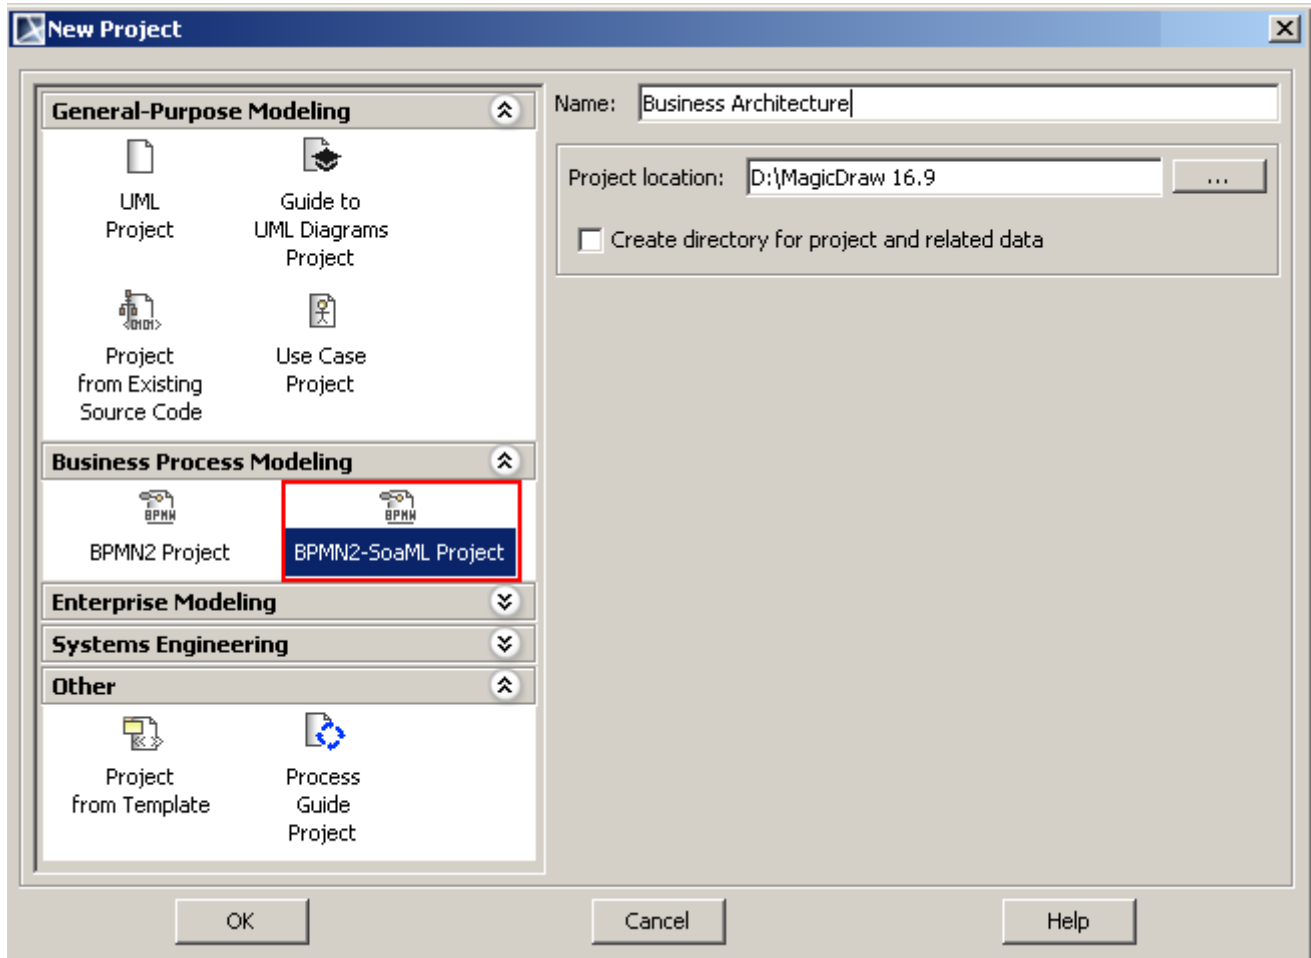 New Project
General-Purpose Modeling
UML
Project
Guide to
UML Diagrams
Project
Project
from Existing
Source Code
Use Case
Project
Business Process Modeling
BPMN
BPMN2 Project
BPMN
BPMN2-SoaML Project
Enterprise Modeling
Systems Engineering
Other
Project
from Template
Process
Guide
Project
Name: Business Architecture
Project location: D:\MagicDraw 16.9 ...
Create directory for project and related data
OK Cancel Help